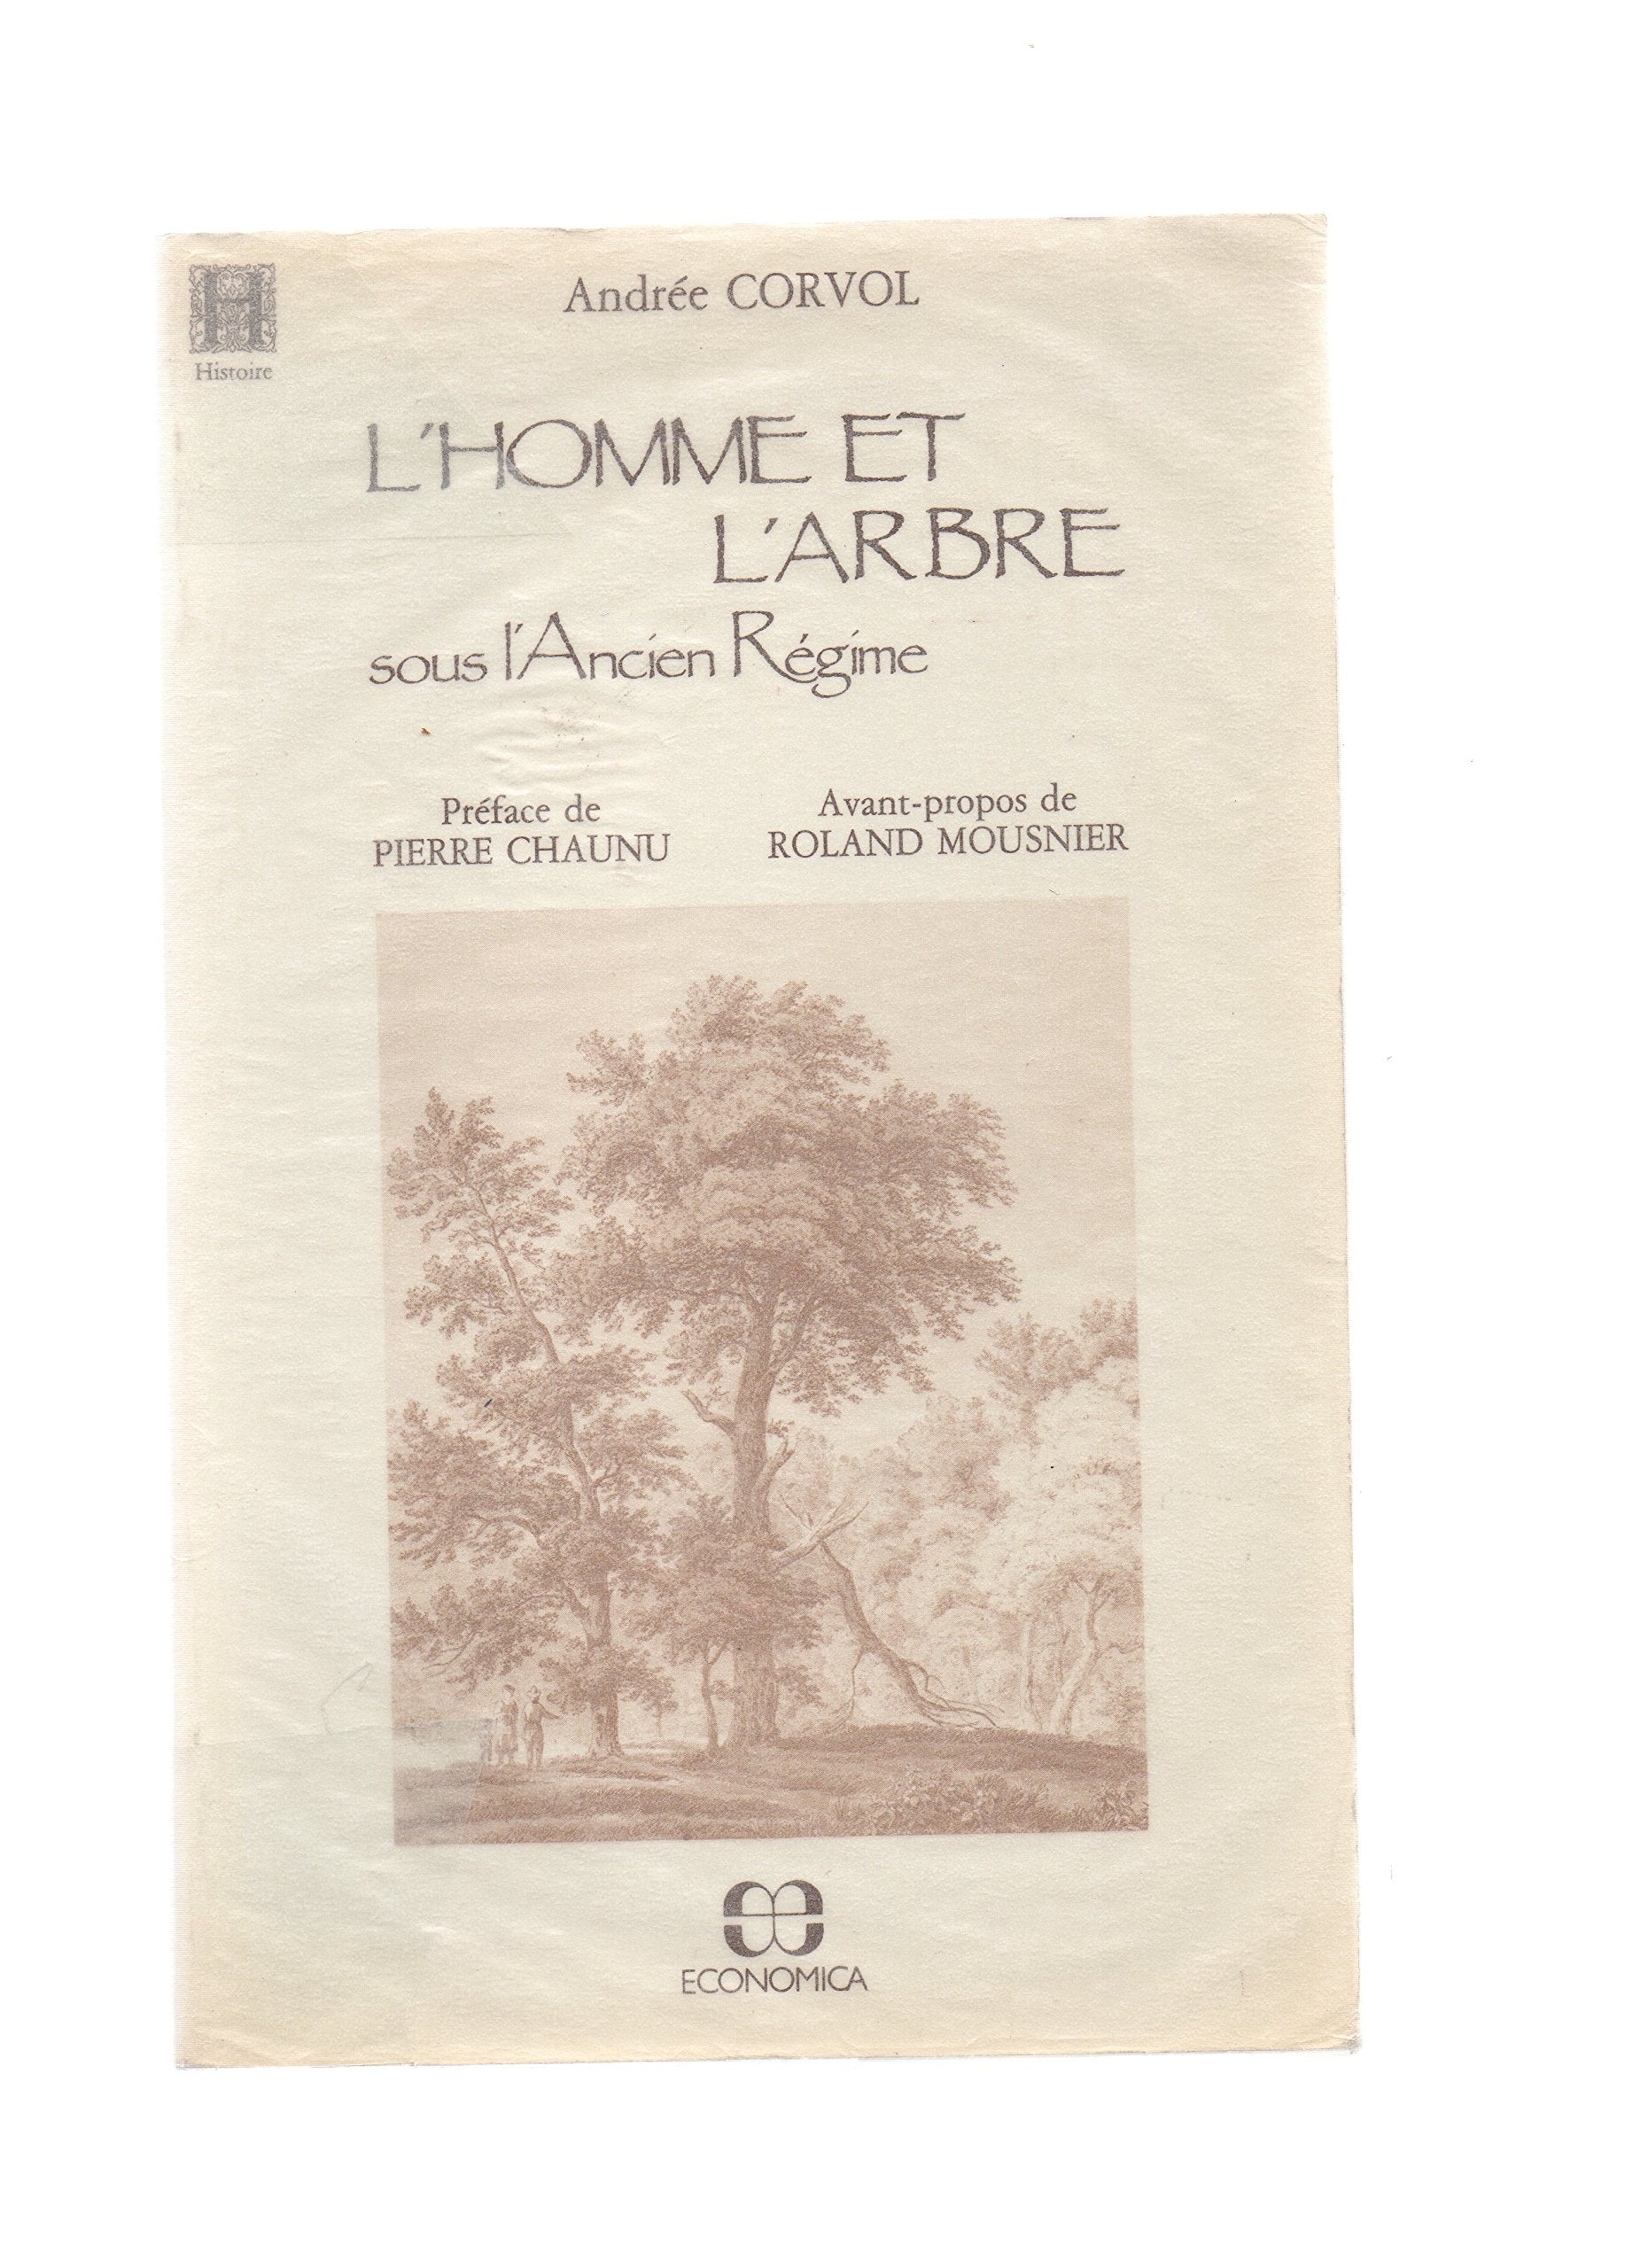 Andrée CORVOL
H
Histoire
L'HOMME ET
L'ARBRE
sous l'Ancien Régime
Préface de
PIERRE CHAUNU
Avant-propos de
ROLAND MOUSNIER
ECONOMICA